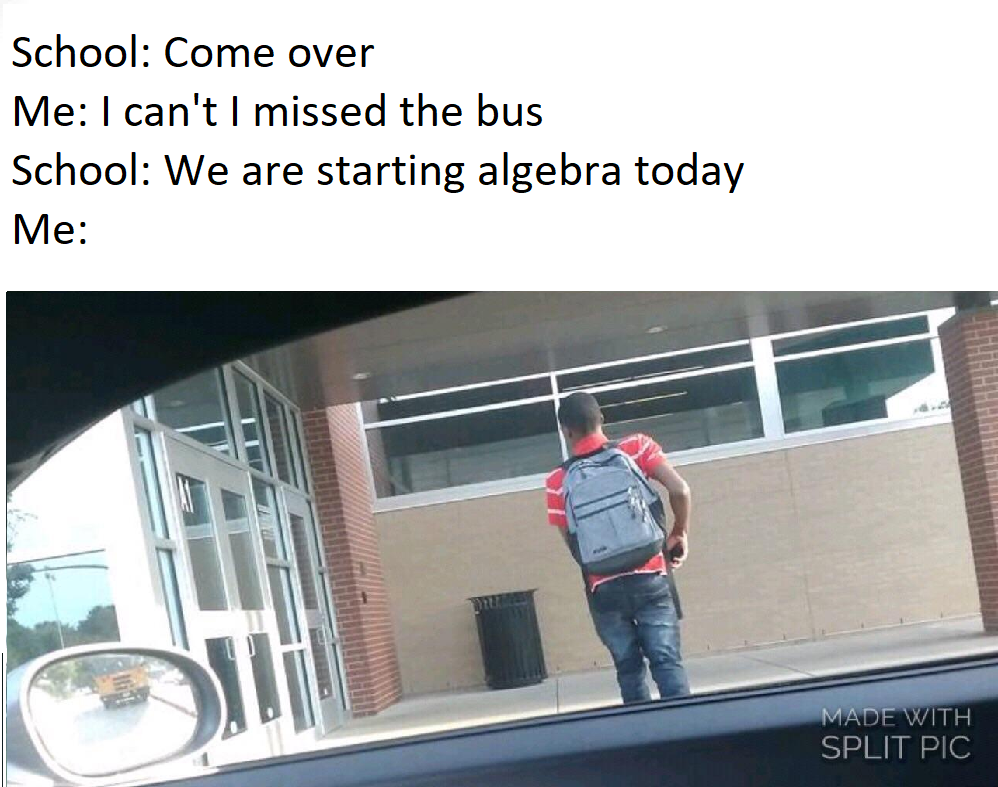 School: Come over
Me: I can't I missed the bus
School: We are starting algebra today
Me:
A1
MADE WITH
SPLIT PIC